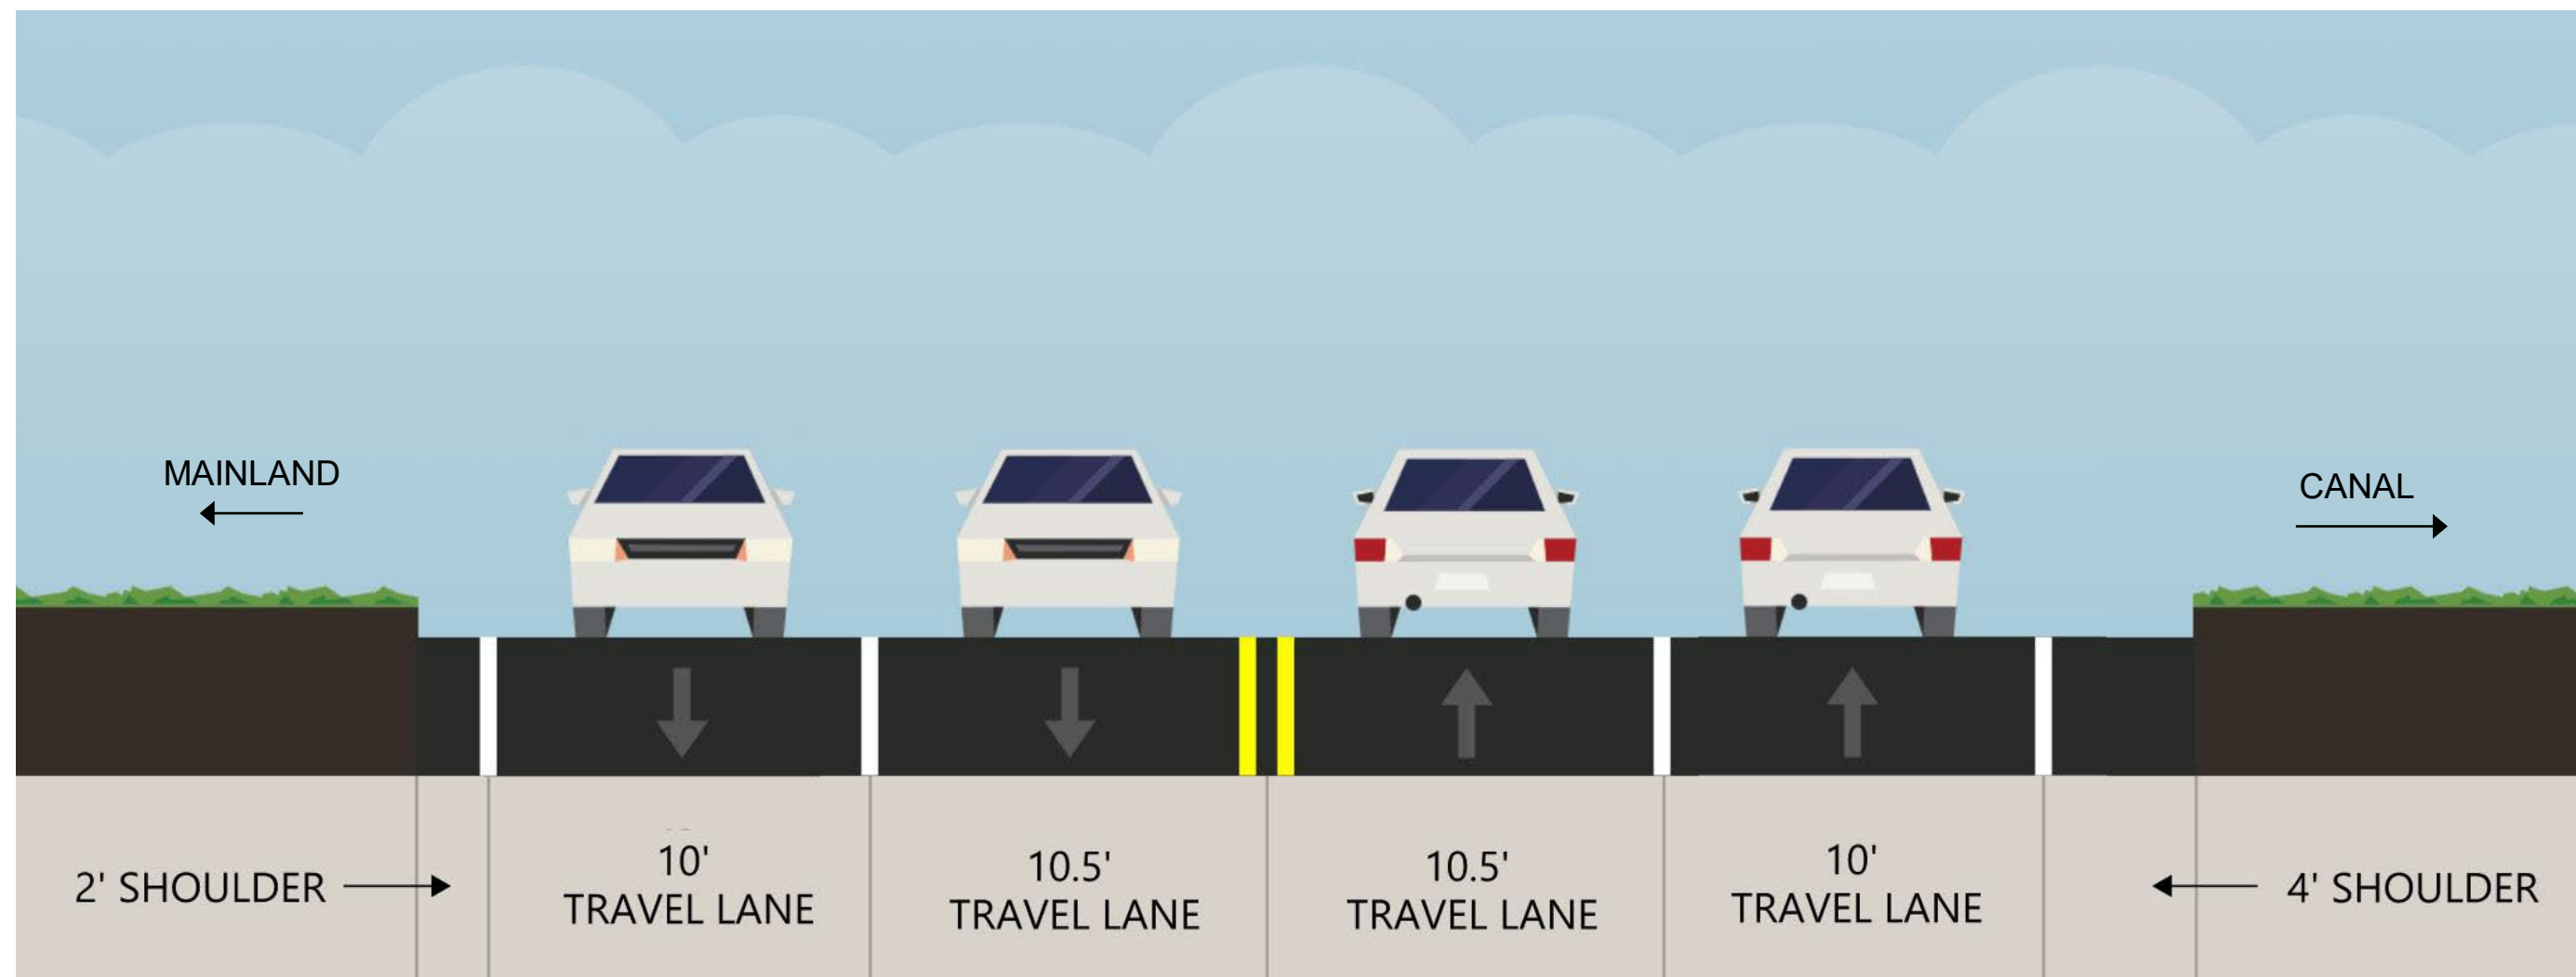 MAINLAND
CANAL
2' SHOULDER
10'
TRAVEL LANE
10.5'
TRAVEL LANE
10.5'
TRAVEL LANE
10'
TRAVEL LANE
4' SHOULDER